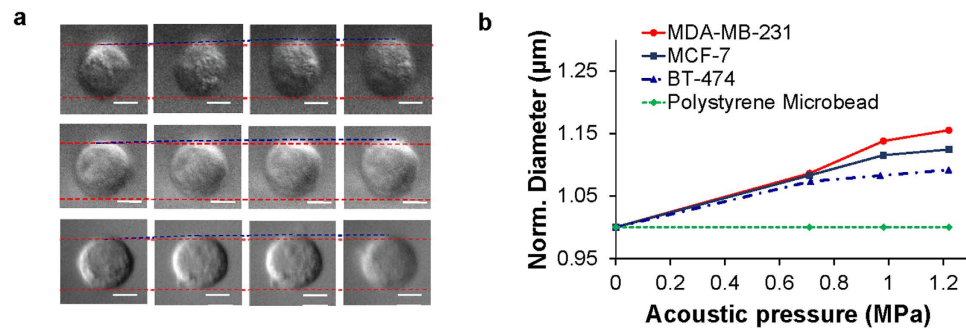 a
b
MDA-MB-231
MCF-7
BT-474
Polystyrene Microbead
Norm. Diameter (µm)
1.25
1.15
1.05
0.95
0 0.2 0.4 0.6 0.8 1 1.2
Acoustic pressure (MPa)